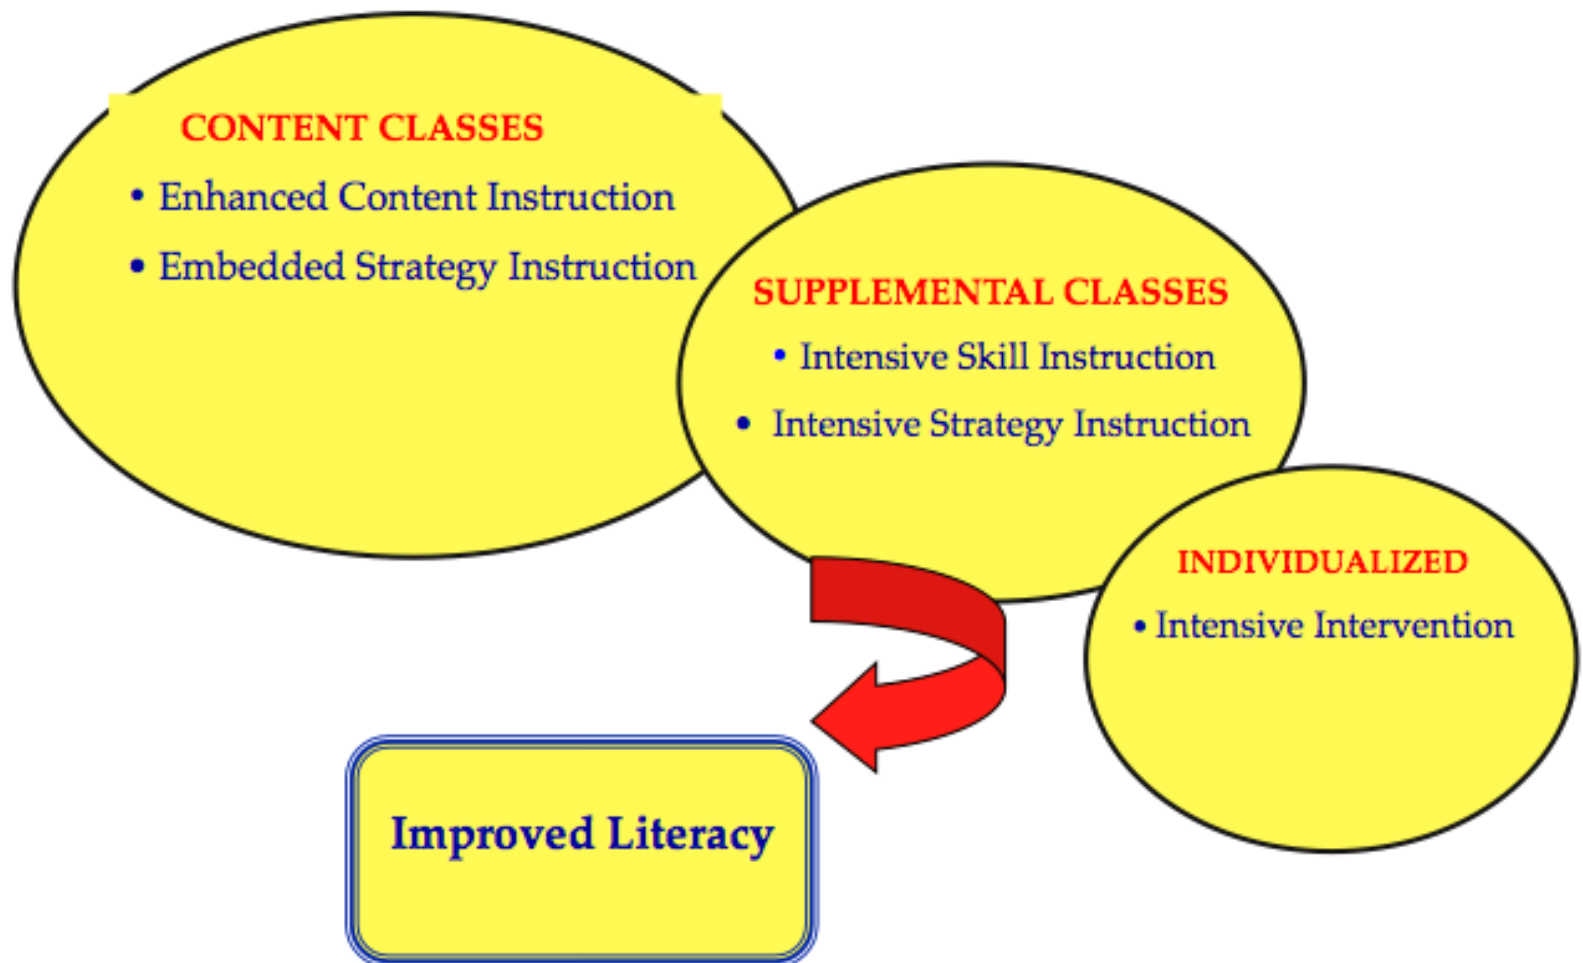 CONTENT CLASSES
• Enhanced Content Instruction
• Embedded Strategy Instruction
SUPPLEMENTAL CLASSES
• Intensive Skill Instruction
• Intensive Strategy Instruction
INDIVIDUALIZED
• Intensive Intervention
Improved Literacy